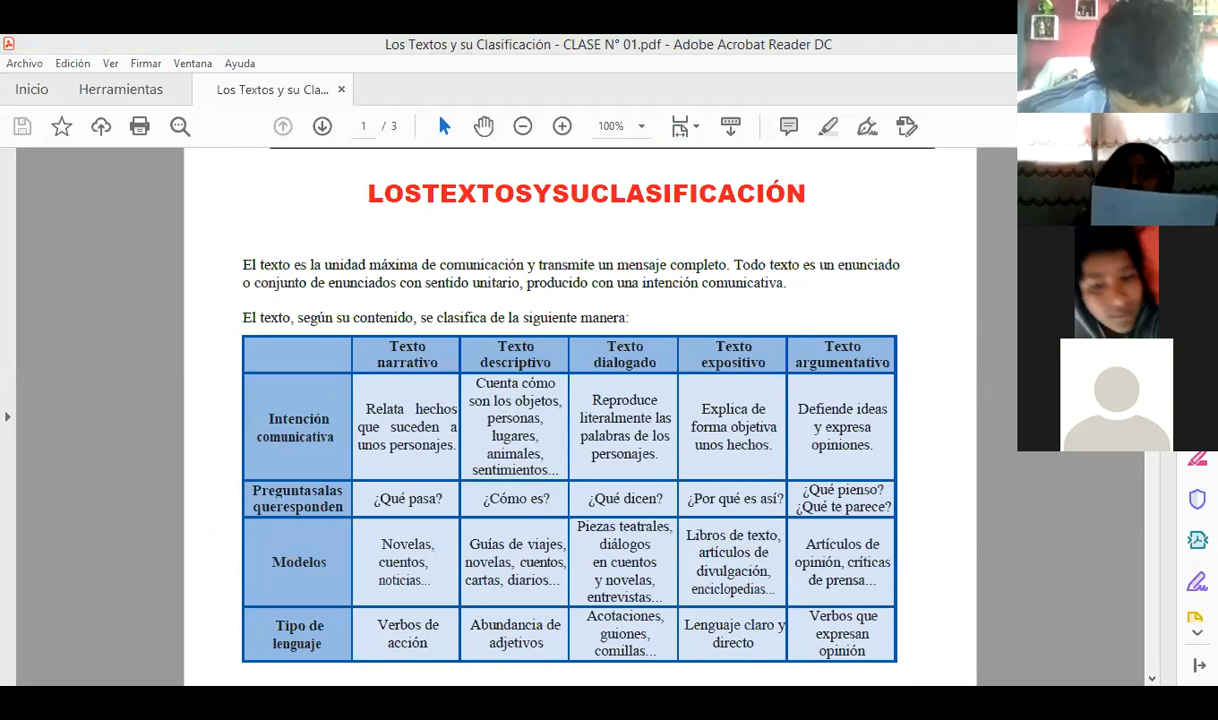 Los Textos y su Clasificación - CLASE N° 01.pdf - Adobe Acrobat Reader DC
Archivo Edición Ver Firmar Ventana Ayuda
Inicio Herramientas Los Textos y su Cla... ×
1 / 3 100%
LOSTEXTOSYSUCLASIFICACIÓN
El texto es la unidad máxima de comunicación y transmite un mensaje completo. Todo texto es un enunciado
o conjunto de enunciados con sentido unitario, producido con una intención comunicativa.
El texto, según su contenido, se clasifica de la siguiente manera:
Texto
narrativo
Texto
descriptivo
Texto
dialogado
Texto
expositivo
Texto
argumentativo
Intención
comunicativa
Relata hechos
que suceden a
unos personajes.
Cuenta cómo
son los objetos,
personas,
lugares,
animales,
sentimientos...
Reproduce
literalmente las
palabras de los
personajes.
Explica de
forma objetiva
unos hechos.
Defiende ideas
y expresa
opiniones.
Preguntasalas
queresponden
¿Qué pasa?
¿Cómo es?
¿Qué dicen?
¿Por qué es así?
¿Qué pienso?
¿Qué te parece?
Modelos
Novelas,
cuentos,
noticias...
Guías de viajes,
novelas, cuentos,
cartas, diarios...
Piezas teatrales,
diálogos
en cuentos
y novelas,
entrevistas...
Libros de texto,
artículos de
divulgación,
enciclopedias...
Artículos de
opinión, críticas
de prensa...
Tipo de
lenguaje
Verbos de
acción
Abundancia de
adjetivos
Acotaciones,
guiones,
comillas...
Lenguaje claro y
directo
Verbos que
expresan
opinión